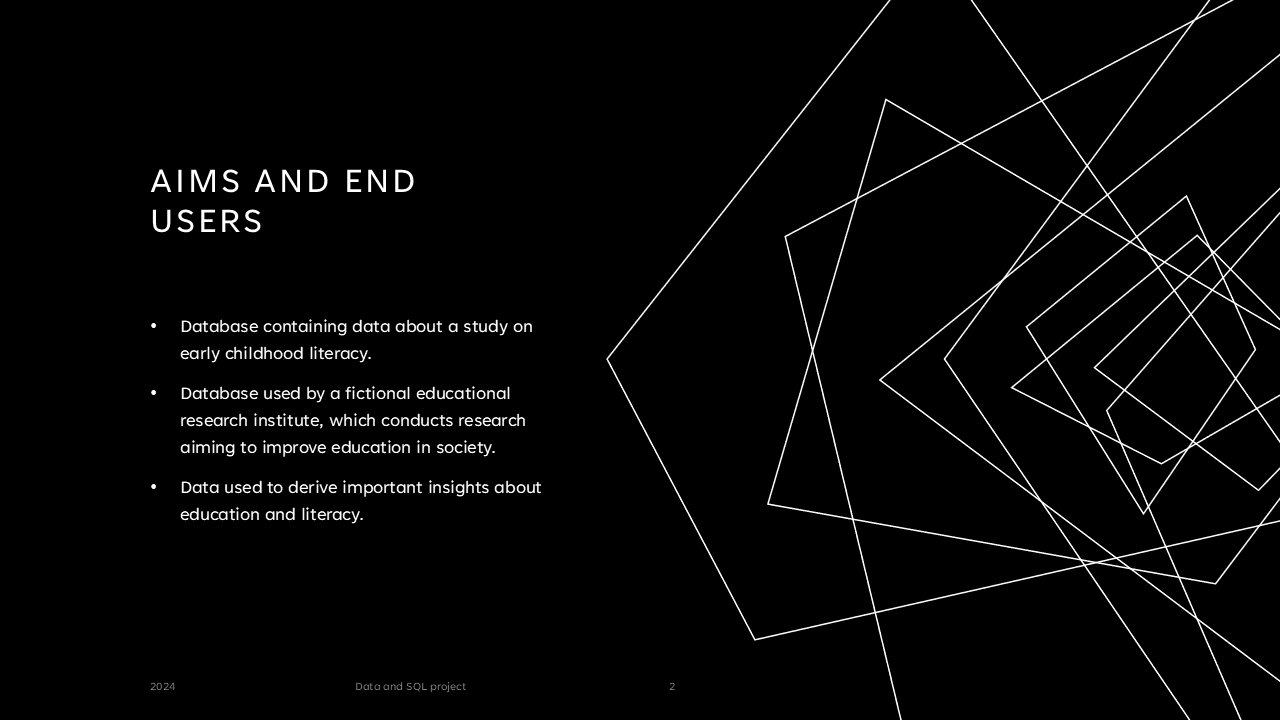 AIMS AND END
USERS
• Database containing data about a study on
early childhood literacy.
• Database used by a fictional educational
research institute, which conducts research
aiming to improve education in society.
• Data used to derive important insights about
education and literacy.
2024 Data and SQL project 2